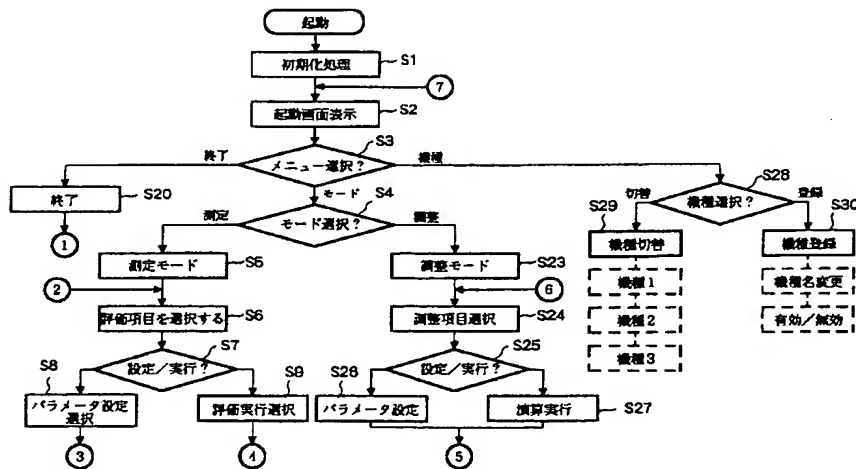 起動
初期化処理
S1
7
起動画面表示
S2
メニュー選択?
S3
終了
機種
モード
終了
S20
1
モード選択?
S4
測定
調整
機種選択?
S28
切替
登録
S29
機種切替
機種1
機種2
機種3
S30
機種登録
機種名変更
有効/無効
測定モード
S5
2
評価項目を選択する
S6
設定/実行?
S7
S8
パラメータ設定
選択
3
S9
評価実行選択
4
調整モード
S23
6
調整項目選択
S24
設定/実行?
S25
S26
パラメータ設定
演算実行
S27
5